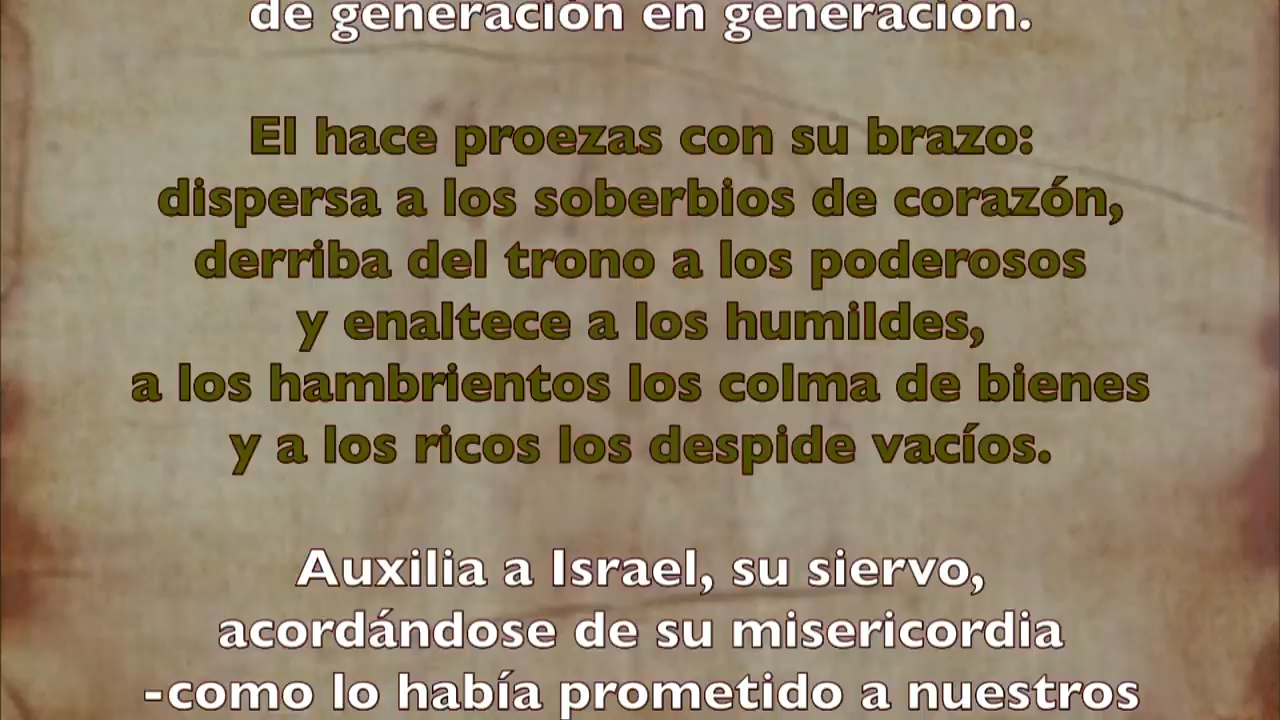 de generación en generación.
El hace proezas con su brazo:
dispersa a los soberbios de corazón,
derriba del trono a los poderosos
y enaltece a los humildes,
a los hambrientos los colma de bienes
y a los ricos los despide vacíos.
Auxilia a Israel, su siervo,
acordándose de su misericordia
-como lo había prometido a nuestros